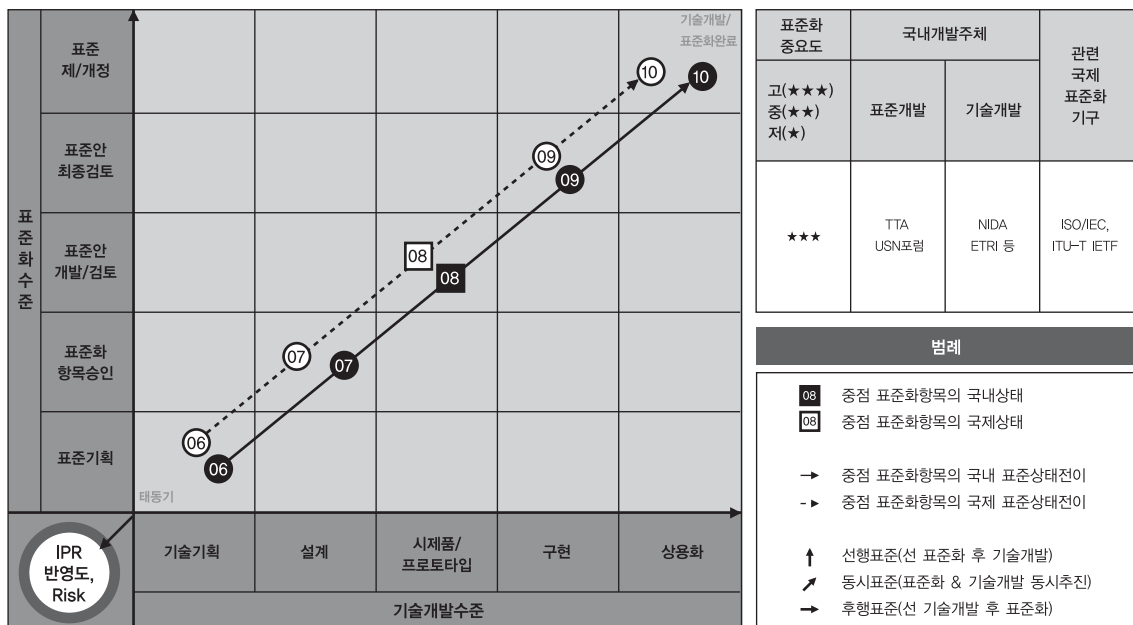 표준화수준
표준
제/개정
표준안
최종검토
표준안
개발/검토
표준화
항목승인
표준기획
기술개발/
표준화완료
10
10
09
09
08
08
07
07
06
06
태동기
IPR
반영도,
Risk
기술기획
설계
시제품/
프로토타입
구현
상용화
기술개발수준
표준화
중요도
국내개발주체
관련
국제
표준화
기구
고(★★★)
중(★★)
저(★)
표준개발
기술개발
★★★
TTA
USN포럼
NIDA
ETRI 등
ISO/IEC,
ITU-T IETF
범례
08 중점 표준화항목의 국내상태
08 중점 표준화항목의 국제상태
중점 표준화항목의 국내 표준상태전이
중점 표준화항목의 국제 표준상태전이
선행표준(선 표준화 후 기술개발)
동시표준(표준화 & 기술개발 동시추진)
후행표준(선 기술개발 후 표준화)